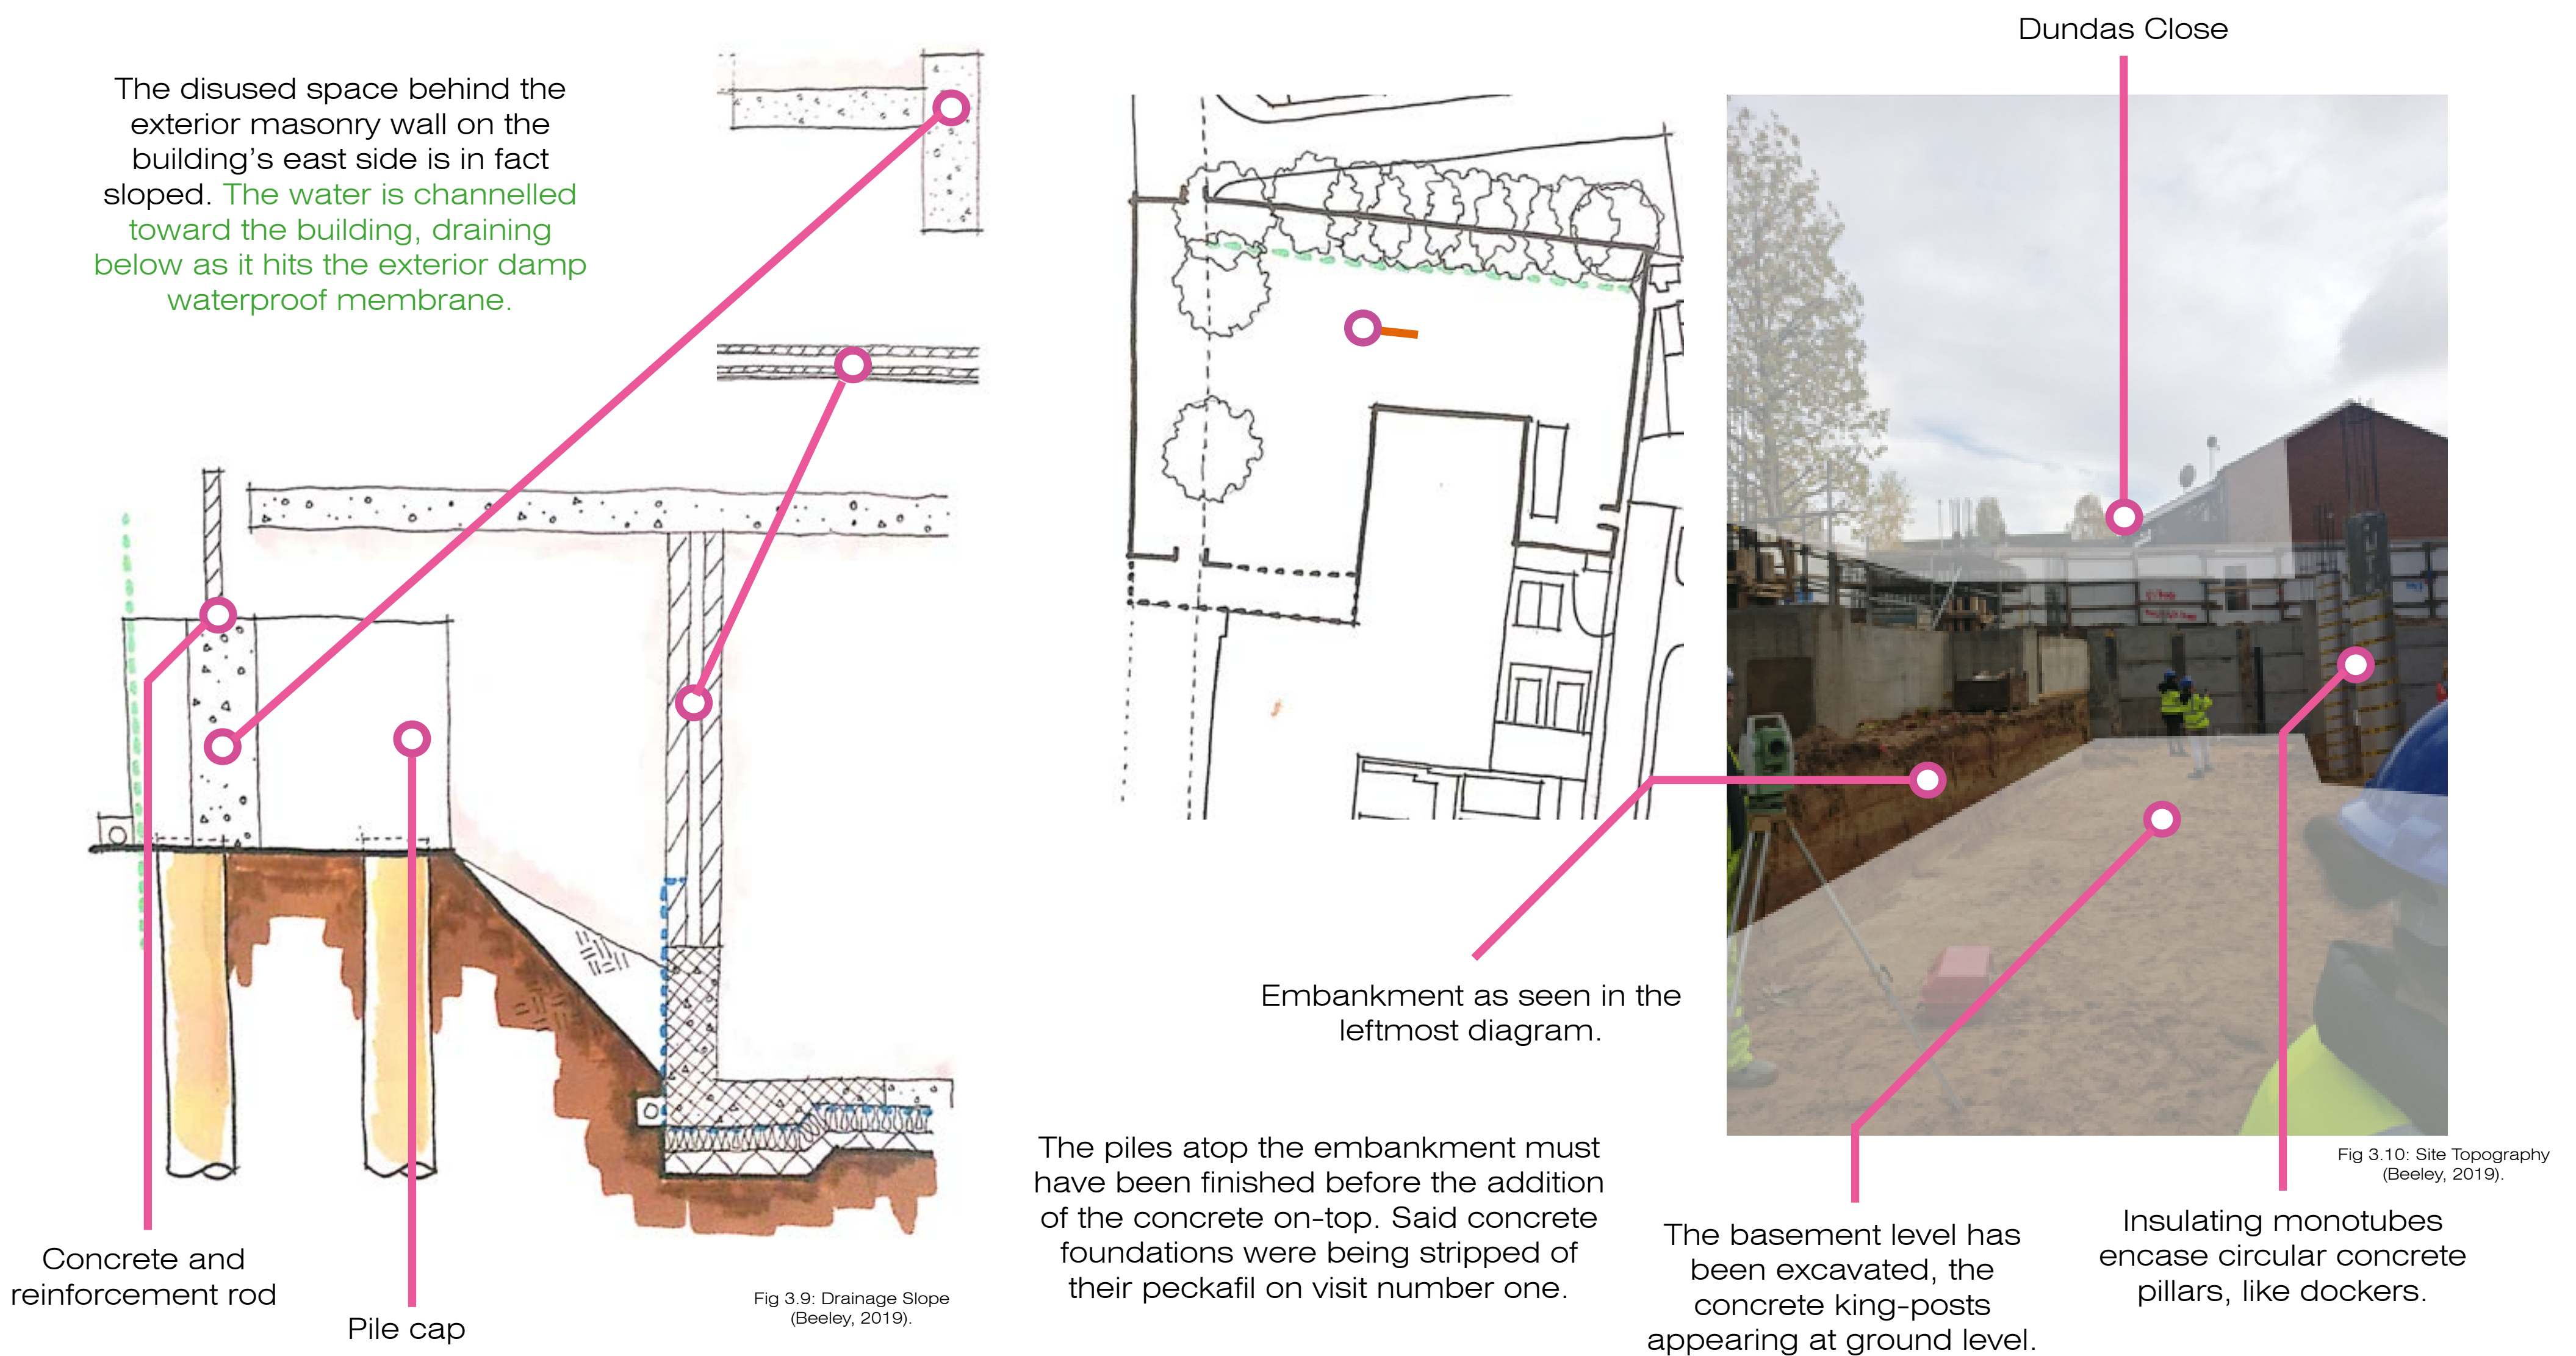 Dundas Close
The disused space behind the
exterior masonry wall on the
building’s east side is in fact
sloped. The water is channelled
toward the building, draining
below as it hits the exterior damp
waterproof membrane.
Embankment as seen in the
leftmost diagram.
The piles atop the embankment must
have been finished before the addition
of the concrete on-top. Said concrete
foundations were being stripped of
their peckafil on visit number one.
Fig 3.10: Site Topography
(Beeley, 2019).
The basement level has
been excavated, the
concrete king-posts
appearing at ground level.
Insulating monotubes
encase circular concrete
pillars, like dockers.
Concrete and
reinforcement rod
Pile cap
Fig 3.9: Drainage Slope
(Beeley, 2019).